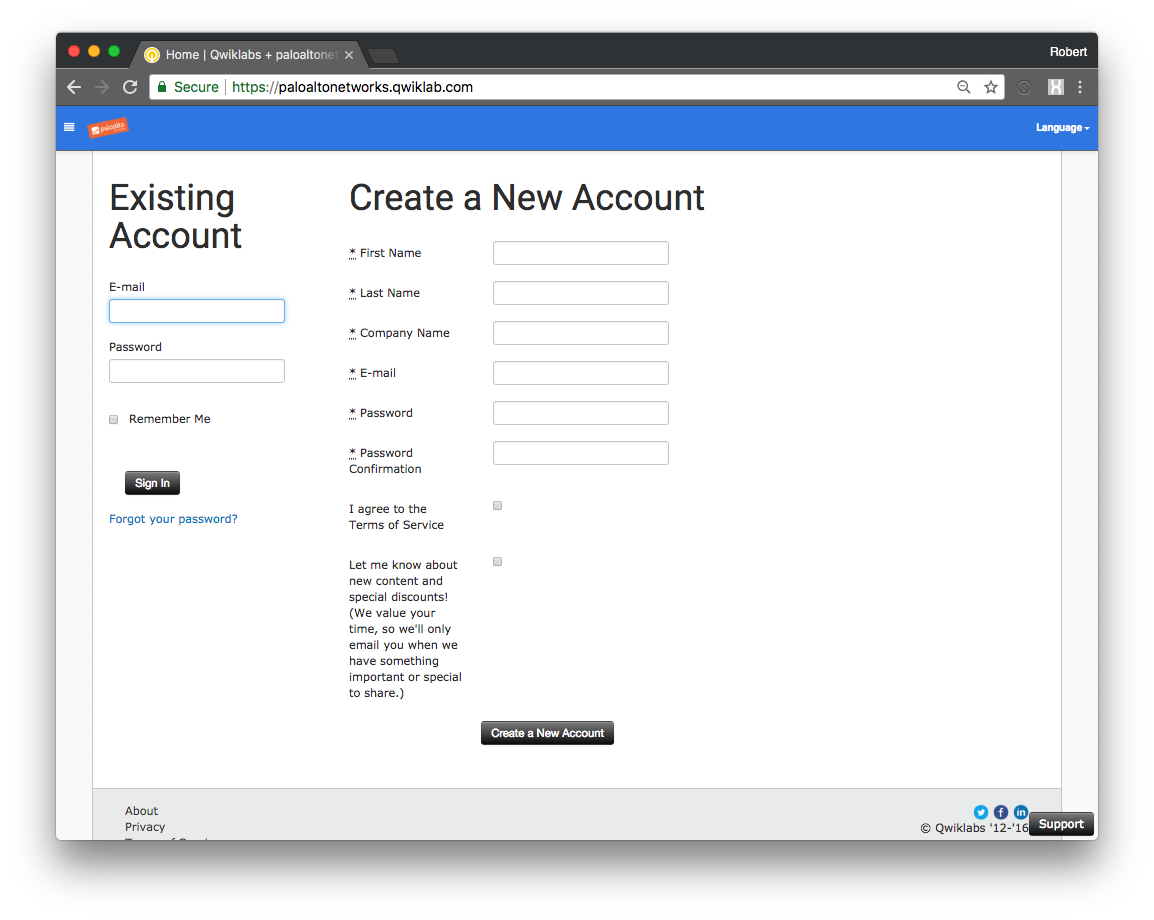 Home | Qwiklabs + paloaltonet
Robert
Secure
https://paloaltonetworks.qwiklab.com
paloalto
Language
Existing
Account
E-mail
Password
Remember Me
Sign In
Forgot your password?
Create a New Account
* First Name
* Last Name
* Company Name
* E-mail
* Password
* Password
Confirmation
I agree to the
Terms of Service
Let me know about
new content and
special discounts!
(We value your
time, so we'll only
email you when we
have something
important or special
to share.)
Create a New Account
About
Privacy
© Qwiklabs '12-'16
Support